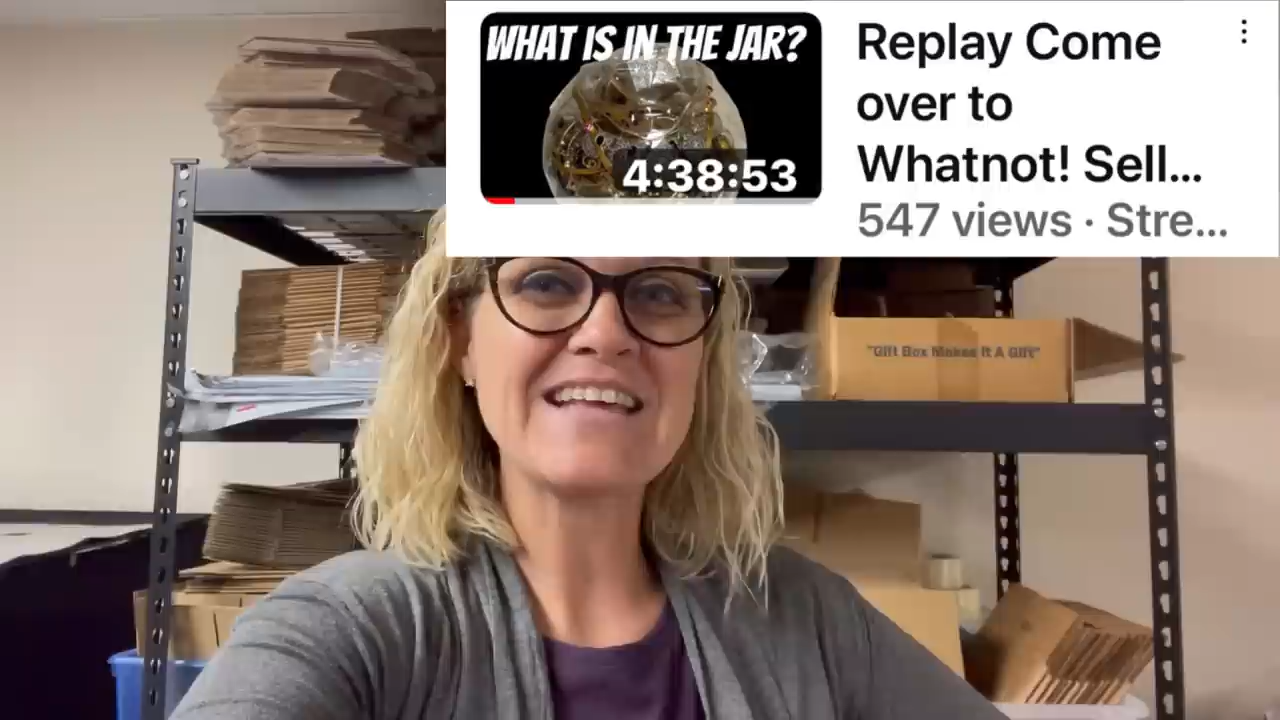 WHAT IS IN THE JAR?
4:38:53
Replay Come
over to
Whatnot! Sell...
547 views · Stre...
"Gift Box Makes It A Gift"